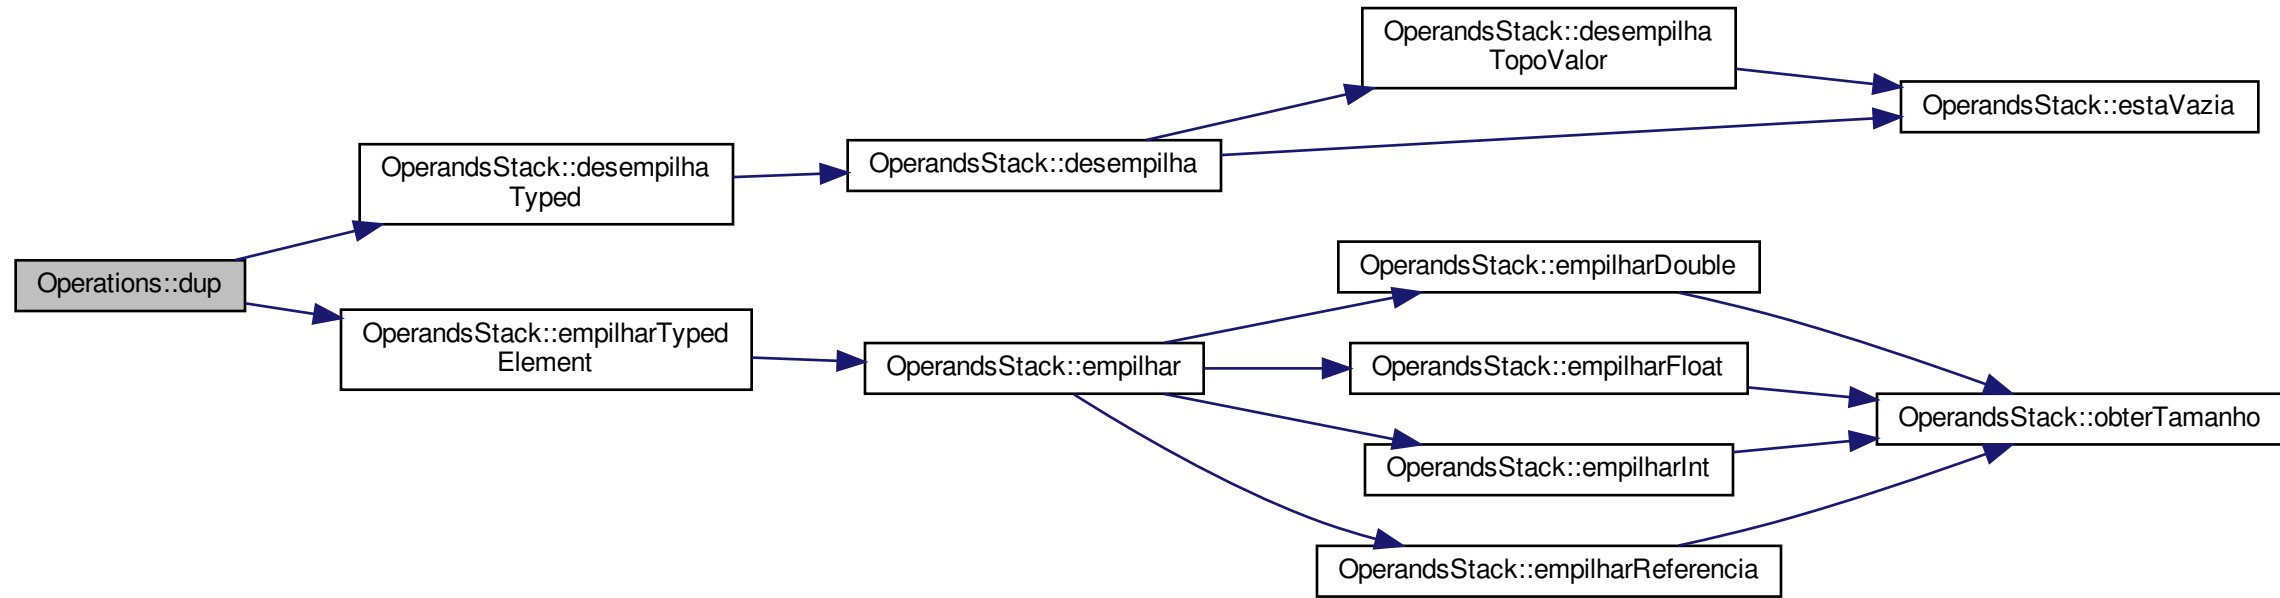 Operations::dup
OperandsStack::desempilha
Typed
OperandsStack::desempilha
OperandsStack::desempilha
TopoValor
OperandsStack::estaVazia
OperandsStack::empilharTyped
Element
OperandsStack::empilhar
OperandsStack::empilharDouble
OperandsStack::empilharFloat
OperandsStack::empilharInt
OperandsStack::empilharReferencia
OperandsStack::obterTamanho